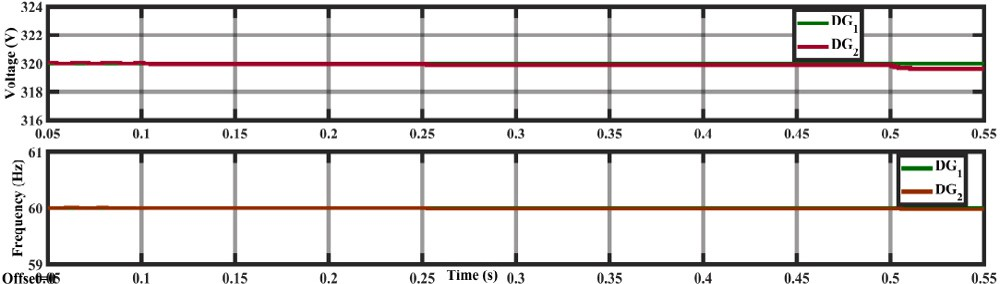 324
322
320
318
316
Voltage (V)
DG1
DG2
0.05 0.1 0.15 0.2 0.25 0.3 0.35 0.4 0.45 0.5 0.55
61
60
59
Frequency (Hz)
DG1
DG2
0.1 0.15 0.2 0.25 0.3 0.35 0.4 0.45 0.5 0.55
Time (s)